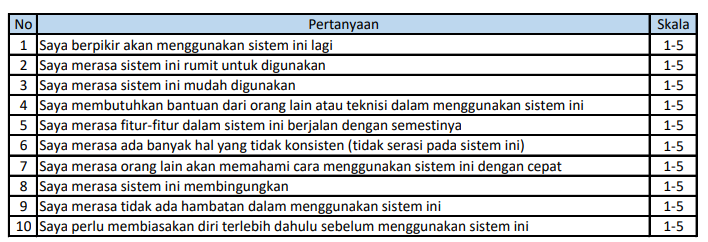 No Pertanyaan Skala
1 Saya berpikir akan menggunakan sistem ini lagi 1-5
2 Saya merasa sistem ini rumit untuk digunakan 1-5
3 Saya merasa sistem ini mudah digunakan 1-5
4 Saya membutuhkan bantuan dari orang lain atau teknisi dalam menggunakan sistem ini 1-5
5 Saya merasa fitur-fitur dalam sistem ini berjalan dengan semestinya 1-5
6 Saya merasa ada banyak hal yang tidak konsisten (tidak serasi pada sistem ini) 1-5
7 Saya merasa orang lain akan memahami cara menggunakan sistem ini dengan cepat 1-5
8 Saya merasa sistem ini membingungkan 1-5
9 Saya merasa tidak ada hambatan dalam menggunakan sistem ini 1-5
10 Saya perlu membiasakan diri terlebih dahulu sebelum menggunakan sistem ini 1-5